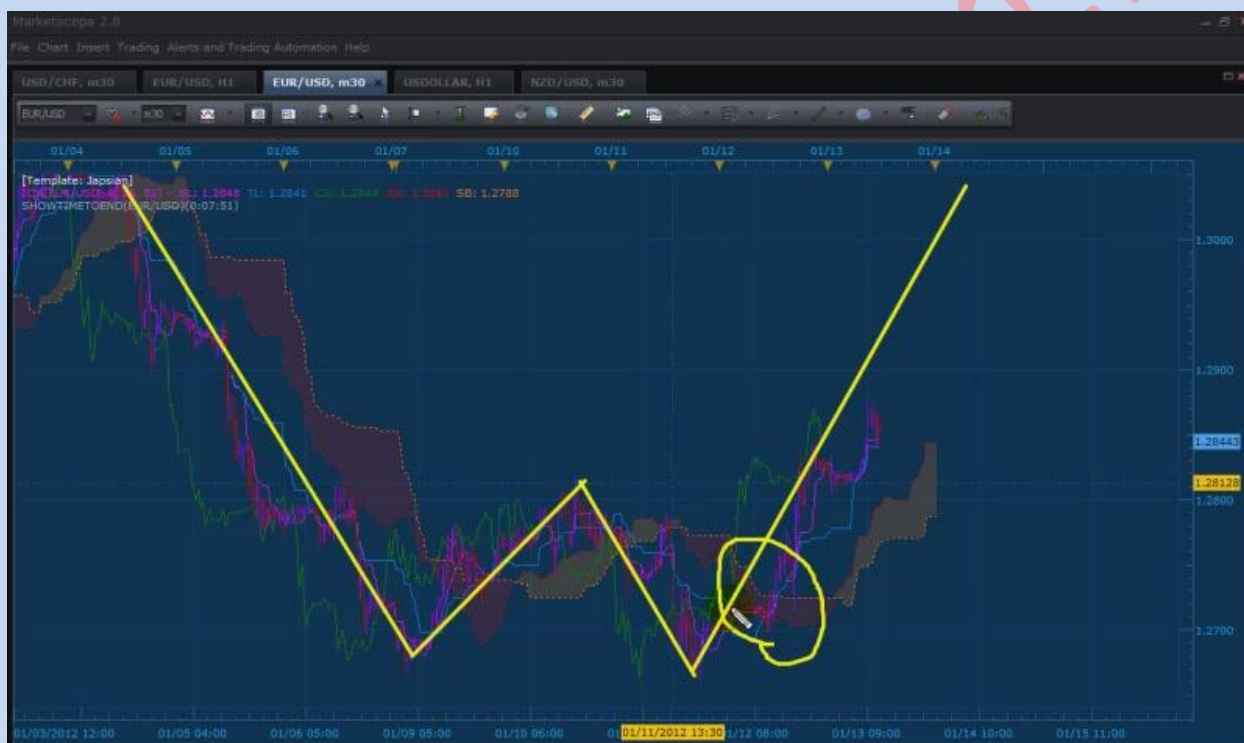 Marketscope 2.0
File Chart Insert Trading Alerts and Trading Automation Help
USD/CHF, m30 EUR/USD, H1 EUR/USD, m30 USDOLLAR, H1 NZD/USD, m30
EUR/USD m30
01/04 01/05 01/06 01/07 01/10 01/11 01/12 01/13 01/14
[Template: Japsian]
SL: 1.2848 TL: 1.2841 SB: 1.2788
SHOWTIMETOEND(EUR/USD)(0:07:51)
1.3000
1.2900
1.28443
1.28128
1.2800
1.2700
01/03/2012 12:00 01/05 04:00 01/06 05:00 01/09 05:00 01/10 06:00 01/11/2012 13:30 1/12 08:00 01/13 09:00 01/14 10:00 01/15 11:00